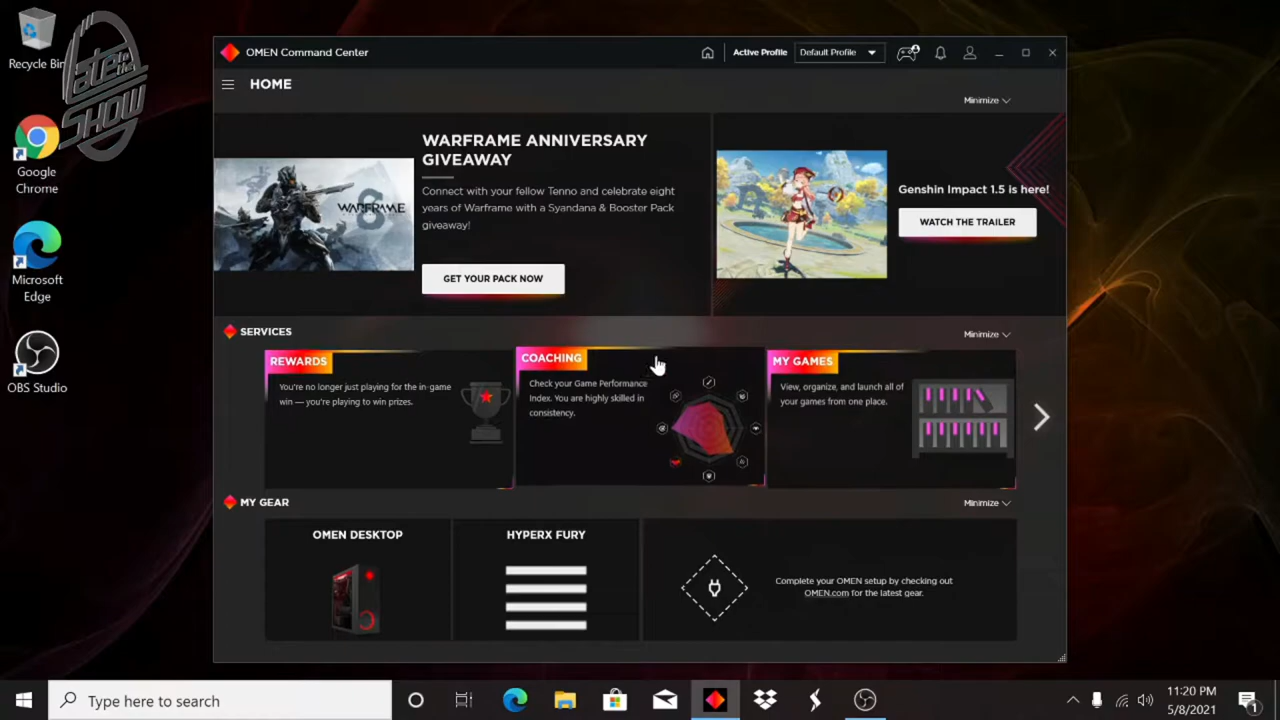 Recycle Bin
LATE IN THE SHOW
Google
Chrome
Microsoft
Edge
OBS Studio
OMEN Command Center
Active Profile
Default Profile
HOME
Minimize
WARFRAME ANNIVERSARY
GIVEAWAY
Connect with your fellow Tenno and celebrate eight
years of Warframe with a Syandana & Booster Pack
giveaway!
GET YOUR PACK NOW
WARFRAME
Genshin Impact 1.5 is here!
WATCH THE TRAILER
SERVICES
Minimize
REWARDS
You're no longer just playing for the in-game
win — you're playing to win prizes.
COACHING
Check your Game Performance
Index. You are highly skilled in
consistency.
MY GAMES
View, organize, and launch all of
your games from one place.
MY GEAR
Minimize
OMEN DESKTOP
HYPERX FURY
Complete your OMEN setup by checking out
OMEN.com for the latest gear.
Type here to search
11:20 PM
5/8/2021
1